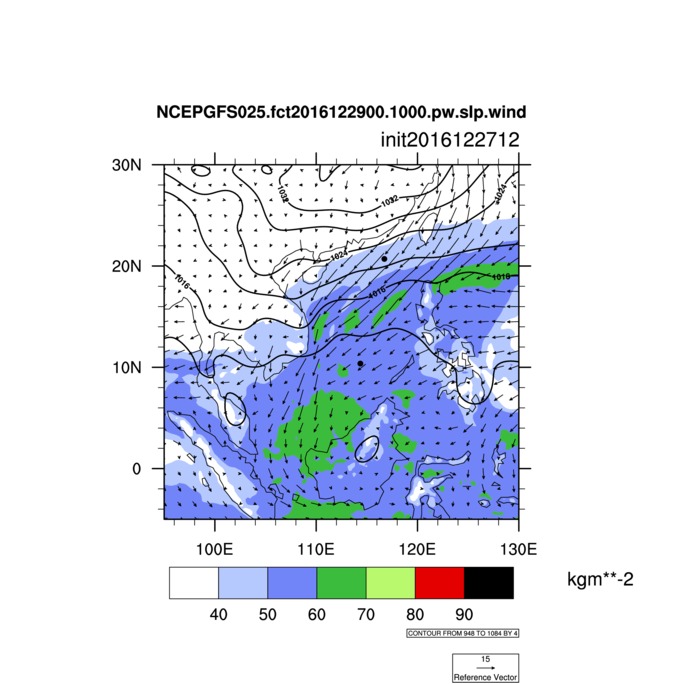 NCEPGFS025.fct2016122900.1000.pw.slp.wind
init2016122712
30N
20N
10N
0
1032
1032
1024
1024
1016
1016
1016
100E
110E
120E
130E
40
50
60
70
80
90
kgm**-2
CONTOUR FROM 948 TO 1084 BY 4
15
Reference Vector